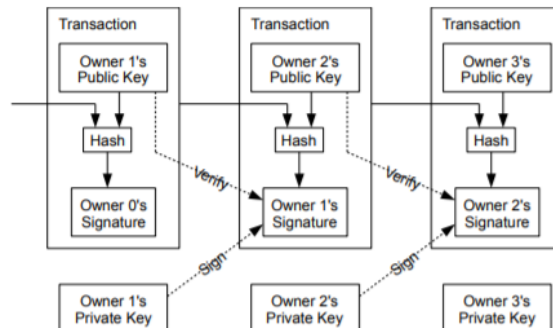 Transaction
Transaction
Transaction
Owner 1's
Public Key
Owner 2's
Public Key
Owner 3's
Public Key
Hash
Hash
Hash
Verify
Verify
Owner 0's
Signature
Owner 1's
Signature
Owner 2's
Signature
Sign
Sign
Owner 1's
Private Key
Owner 2's
Private Key
Owner 3's
Private Key